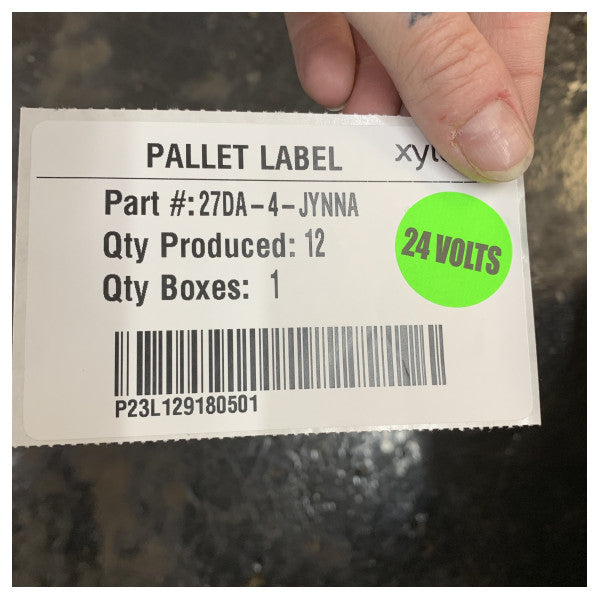 PALLET LABEL
Part #:27DA-4-JYNNA
Qty Produced: 12
Qty Boxes: 1
24 VOLTS
P23L129180501